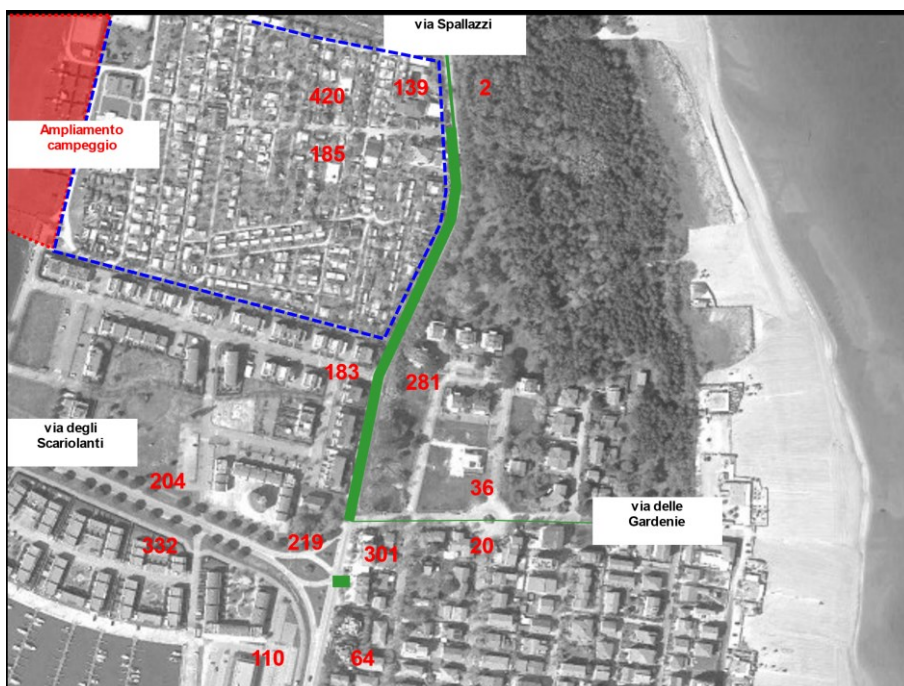 via Spallazzi
420
139
2
Ampliamento
campeggio
185
183
281
via degli
Scariolanti
204
36
via delle
Gardenie
332
219
301
20
110
64